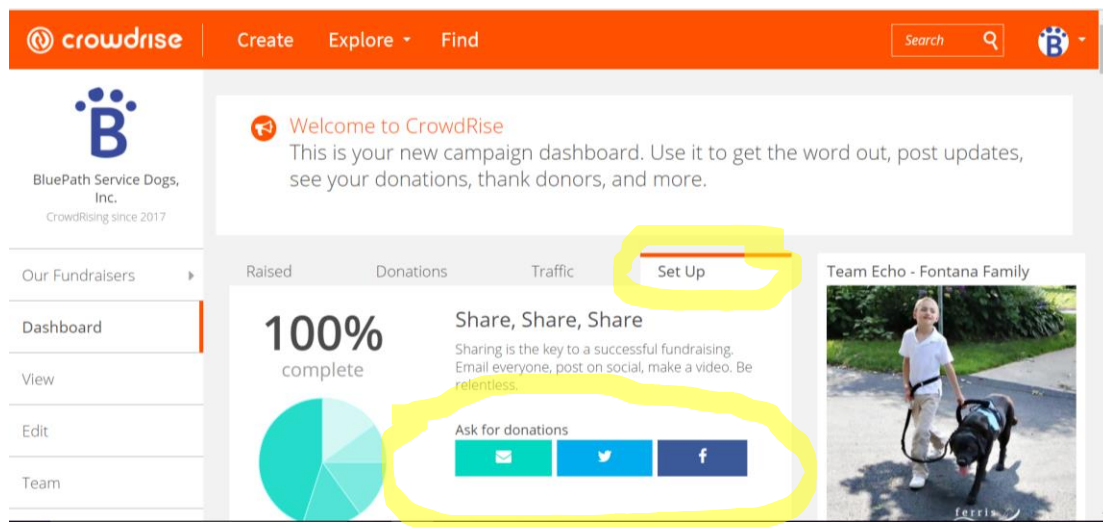 crowdrise Create Explore Find Search B
B
BluePath Service Dogs,
Inc.
CrowdRising since 2017
Our Fundraisers
Dashboard
View
Edit
Team
Welcome to CrowdRise
This is your new campaign dashboard. Use it to get the word out, post updates,
see your donations, thank donors, and more.
Raised Donations Traffic Set Up
100%
complete
Share, Share, Share
Sharing is the key to a successful fundraising.
Email everyone, post on social, make a video. Be
relentless.
Ask for donations
f
Team Echo - Fontana Family
ferris